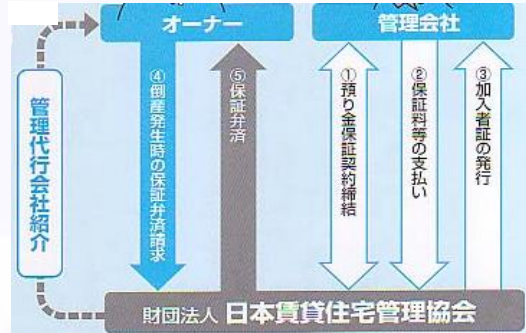 オーナー
管理会社
管理代行会社紹介
④倒産発生時の保証弁済請求
⑤保証弁済
①預り金保証契約締結
②保証料等の支払い
③加入者証の発行
財団法人 日本賃貸住宅管理協会